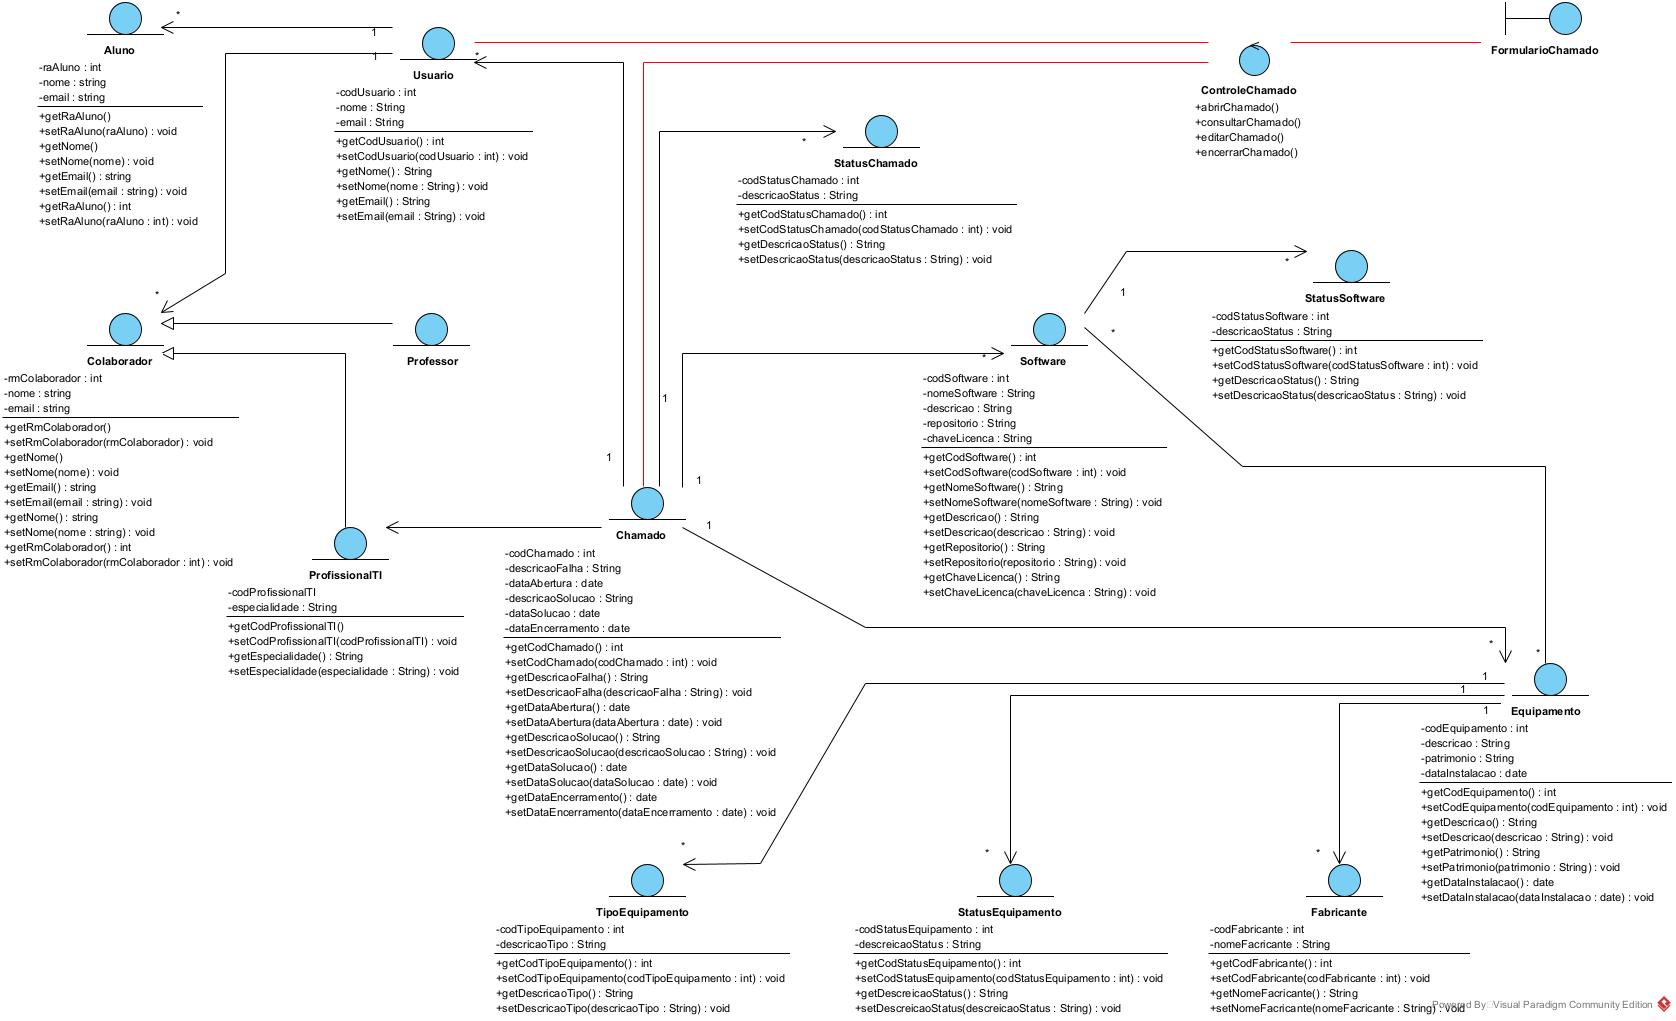 Aluno
-raAluno : int
-nome : string
-email : string
+getRaAluno()
+setRaAluno(raAluno) : void
+getNome()
+setNome(nome) : void
+getEmail() : string
+setEmail(email : string) : void
+getRaAluno() : int
+setRaAluno(raAluno : int) : void
*
1
1
*
Usuario
-codUsuario : int
-nome : String
-email : String
+getCodUsuario() : int
+setCodUsuario(codUsuario : int) : void
+getNome() : String
+setNome(nome : String) : void
+getEmail() : String
+setEmail(email : String) : void
*
FormularioChamado
ControleChamado
+abrirChamado()
+consultarChamado()
+editarChamado()
+encerrarChamado()
*
StatusChamado
-codStatusChamado : int
-descricaoStatus : String
+getCodStatusChamado() : int
+setCodStatusChamado(codStatusChamado : int) : void
+getDescricaoStatus() : String
+setDescricaoStatus(descricaoStatus : String) : void
*
1
*
StatusSoftware
-codStatusSoftware : int
-descricaoStatus : String
+getCodStatusSoftware() : int
+setCodStatusSoftware(codStatusSoftware : int) : void
+getDescricaoStatus() : String
+setDescricaoStatus(descricaoStatus : String) : void
Colaborador
-rmColaborador : int
-nome : string
-email : string
+getRmColaborador()
+setRmColaborador(rmColaborador) : void
+getNome()
+setNome(nome) : void
+getEmail() : string
+setEmail(email : string) : void
+getNome() : string
+setNome(nome : string) : void
+getRmColaborador() : int
+setRmColaborador(rmColaborador : int) : void
Professor
*
Software
-codSoftware : int
-nomeSoftware : String
-descricao : String
-repositorio : String
-chaveLicenca : String
+getCodSoftware() : int
+setCodSoftware(codSoftware : int) : void
+getNomeSoftware() : String
+setNomeSoftware(nomeSoftware : String) : void
+getDescricao() : String
+setDescricao(descricao : String) : void
+getRepositorio() : String
+setRepositorio(repositorio : String) : void
+getChaveLicenca() : String
+setChaveLicenca(chaveLicenca : String) : void
1
1
1
1
Chamado
-codChamado : int
-descricaoFalha : String
-dataAbertura : date
-descricaoSolucao : String
-dataSolucao : date
-dataEncerramento : date
+getCodChamado() : int
+setCodChamado(codChamado : int) : void
+getDescricaoFalha() : String
+setDescricaoFalha(descricaoFalha : String) : void
+getDataAbertura() : date
+setDataAbertura(dataAbertura : date) : void
+getDescricaoSolucao() : String
+setDescricaoSolucao(descricaoSolucao : String) : void
+getDataSolucao() : date
+setDataSolucao(dataSolucao : date) : void
+getDataEncerramento() : date
+setDataEncerramento(dataEncerramento : date) : void
ProfissionalTI
-codProfissionalTI
-especialidade : String
+getCodProfissionalTI()
+setCodProfissionalTI(codProfissionalTI) : void
+getEspecialidade() : String
+setEspecialidade(especialidade : String) : void
*
*
1
1
1
Equipamento
-codEquipamento : int
-descricao : String
-patrimonio : String
-dataInstalacao : date
+getCodEquipamento() : int
+setCodEquipamento(codEquipamento : int) : void
+getDescricao() : String
+setDescricao(descricao : String) : void
+getPatrimonio() : String
+setPatrimonio(patrimonio : String) : void
+getDataInstalacao() : date
+setDataInstalacao(dataInstalacao : date) : void
*
TipoEquipamento
-codTipoEquipamento : int
-descricaoTipo : String
+getCodTipoEquipamento() : int
+setCodTipoEquipamento(codTipoEquipamento : int) : void
+getDescricaoTipo() : String
+setDescricaoTipo(descricaoTipo : String) : void
*
StatusEquipamento
-codStatusEquipamento : int
-descreicaoStatus : String
+getCodStatusEquipamento() : int
+setCodStatusEquipamento(codStatusEquipamento : int) : void
+getDescreicaoStatus() : String
+setDescreicaoStatus(descreicaoStatus : String) : void
*
Fabricante
-codFabricante : int
-nomeFacricante : String
+getCodFabricante() : int
+setCodFabricante(codFabricante : int) : void
+getNomeFacricante() : String
+setNomeFacricante(nomeFacricante : String) : void
Powered By Visual Paradigm Community Edition